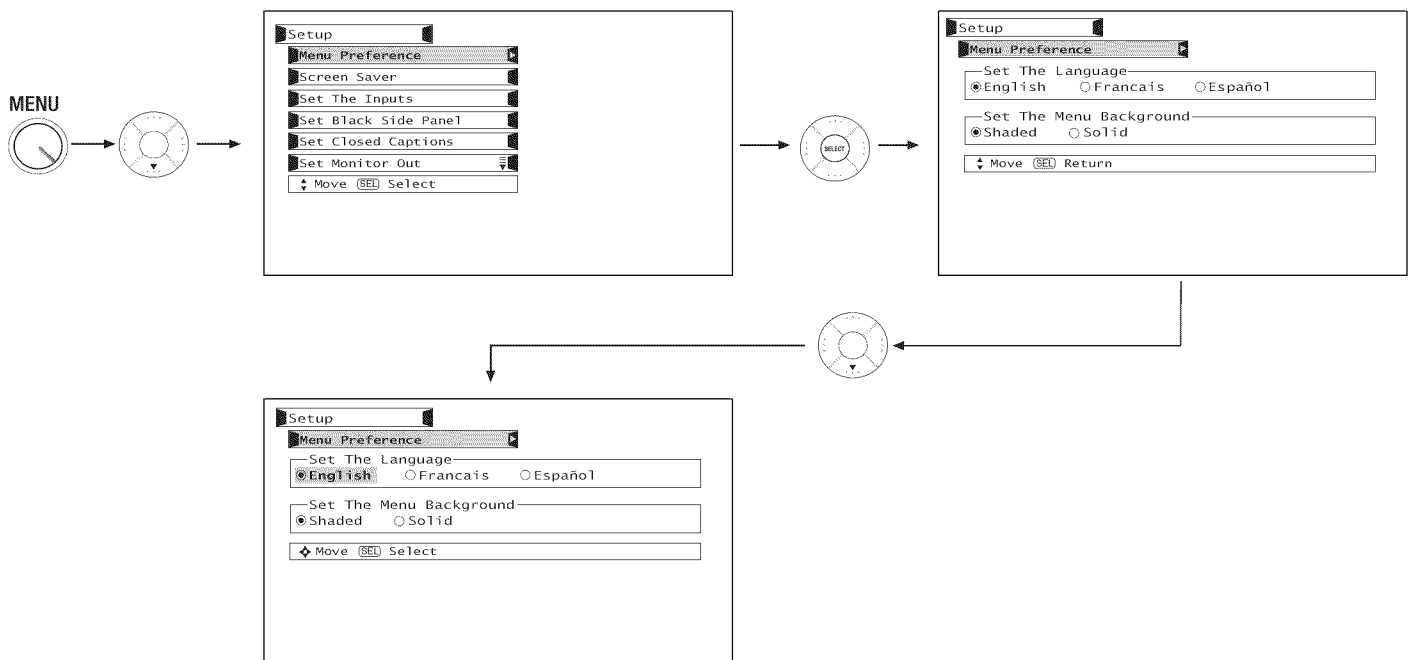 MENU
Setup
Menu Preference
Screen Saver
Set The Inputs
Set Black Side Panel
Set Closed Captions
Set Monitor Out
Move SEL Select
SELECT
Setup
Menu Preference
Set The Language
English Francais Español
Set The Menu Background
Shaded Solid
Move SEL Return
Setup
Menu Preference
Set The Language
English Francais Español
Set The Menu Background
Shaded Solid
Move SEL Select